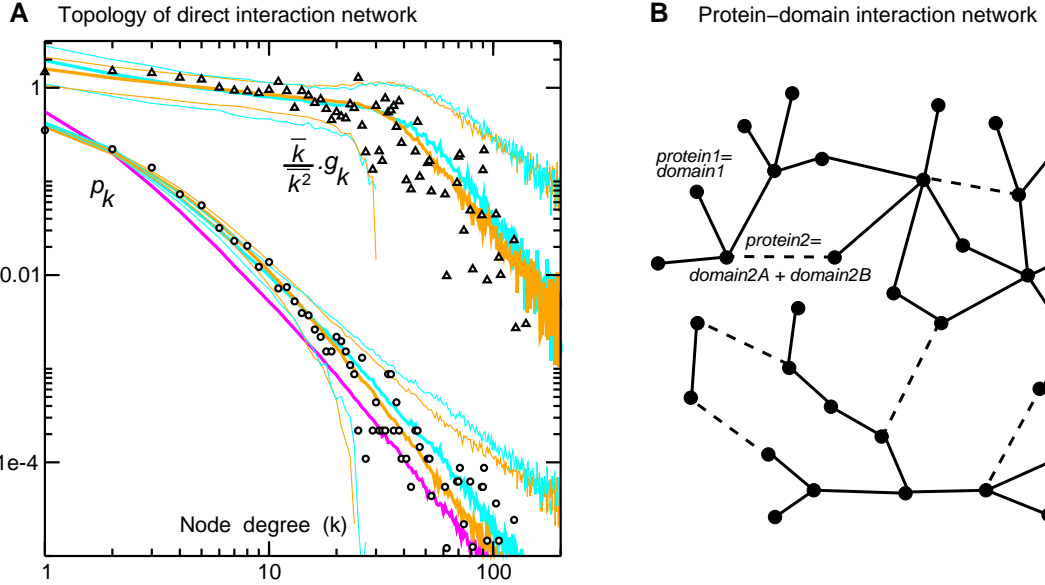 A Topology of direct interaction network
1
0.01
1e-4
k̅
k² . g_k
p_k
Node degree (k)
1 10 100
B Protein–domain interaction network
protein1=
domain1
protein2=
domain2A + domain2B